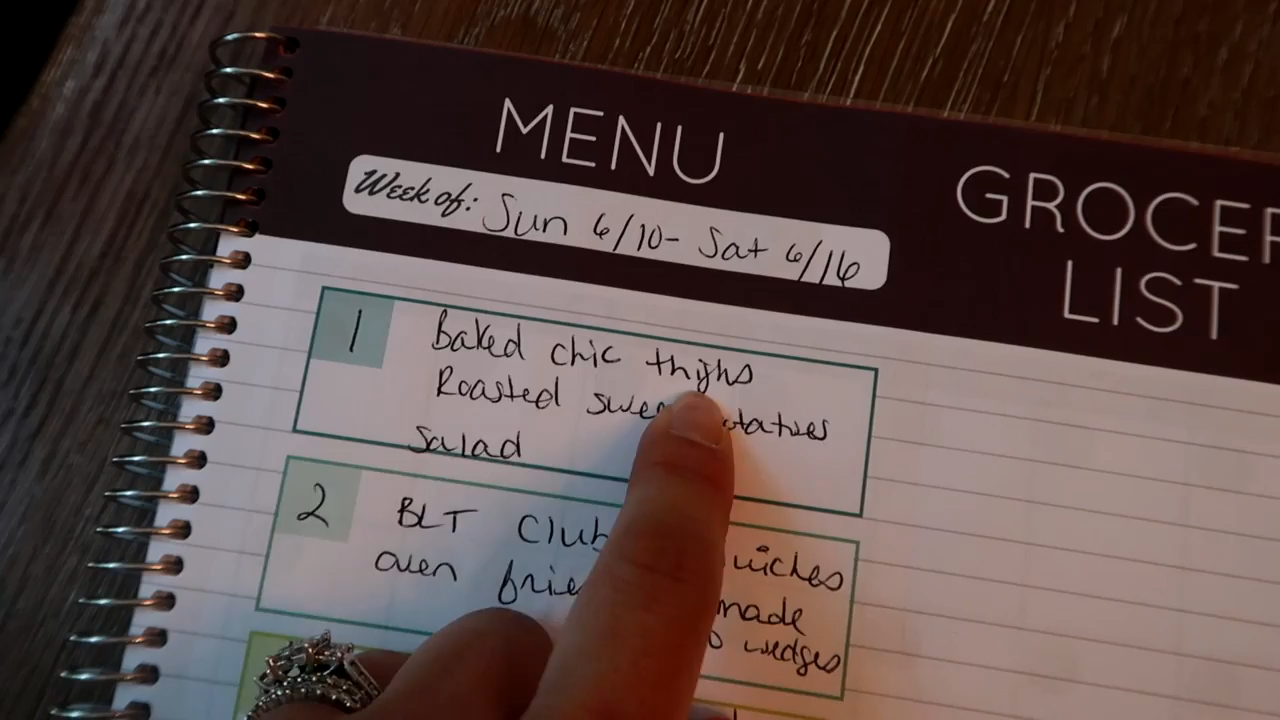 MENU
Week of: Sun 6/10 - Sat 6/16
GROCER
LIST
1
Baked chic thighs
Roasted
Salad
2
BLT Club
oven
made
wedges